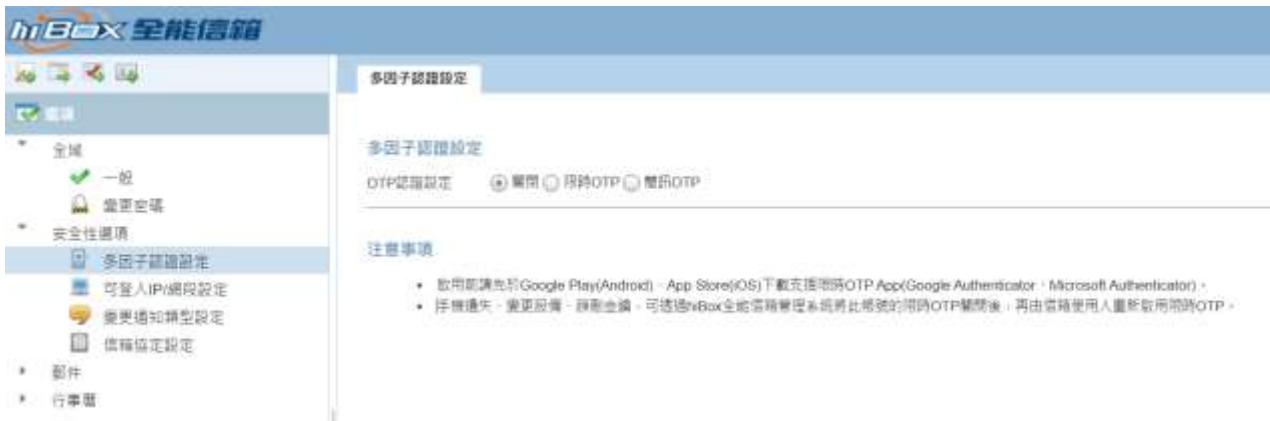 hiBox 全能信箱
多因子認證設定
選項
全域
一般
變更密碼
安全性選項
多因子認證設定
可登入IP/網段設定
變更通知類型設定
信箱協定設定
郵件
行事曆
多因子認證設定
OTP認證設定 關閉 限時OTP 簡訊OTP
注意事項
啟用前請先於Google Play(Android)、App Store(iOS)下載支援限時OTP App(Google Authenticator、Microsoft Authenticator)。
手機遺失、變更設備、誤刪金鑰,可透過hiBox全能信箱管理系統將此帳號的限時OTP關閉後,再由信箱使用人重新啟用限時OTP。